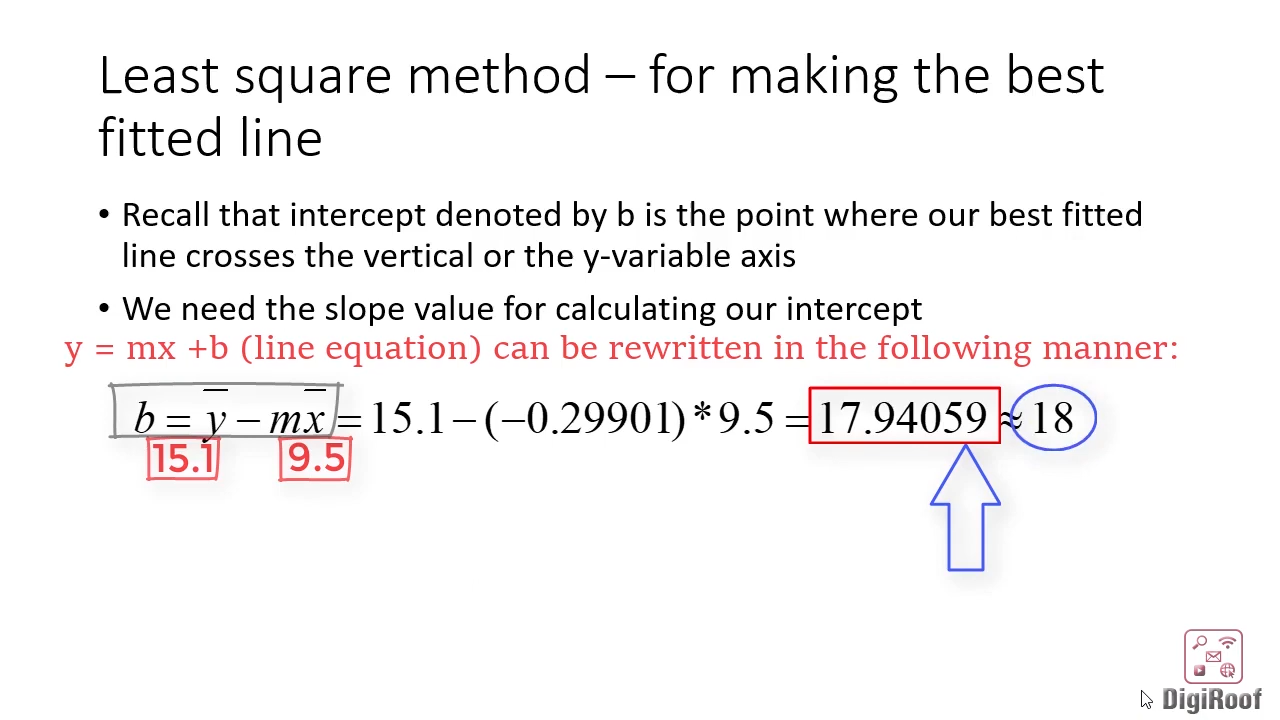 Least square method – for making the best
fitted line
• Recall that intercept denoted by b is the point where our best fitted
line crosses the vertical or the y-variable axis
• We need the slope value for calculating our intercept
y = mx +b (line equation) can be rewritten in the following manner:
b = y̅ − mx̅ = 15.1 − (−0.29901) * 9.5 = 17.94059 ≈ 18
15.1 9.5
DigiRoof